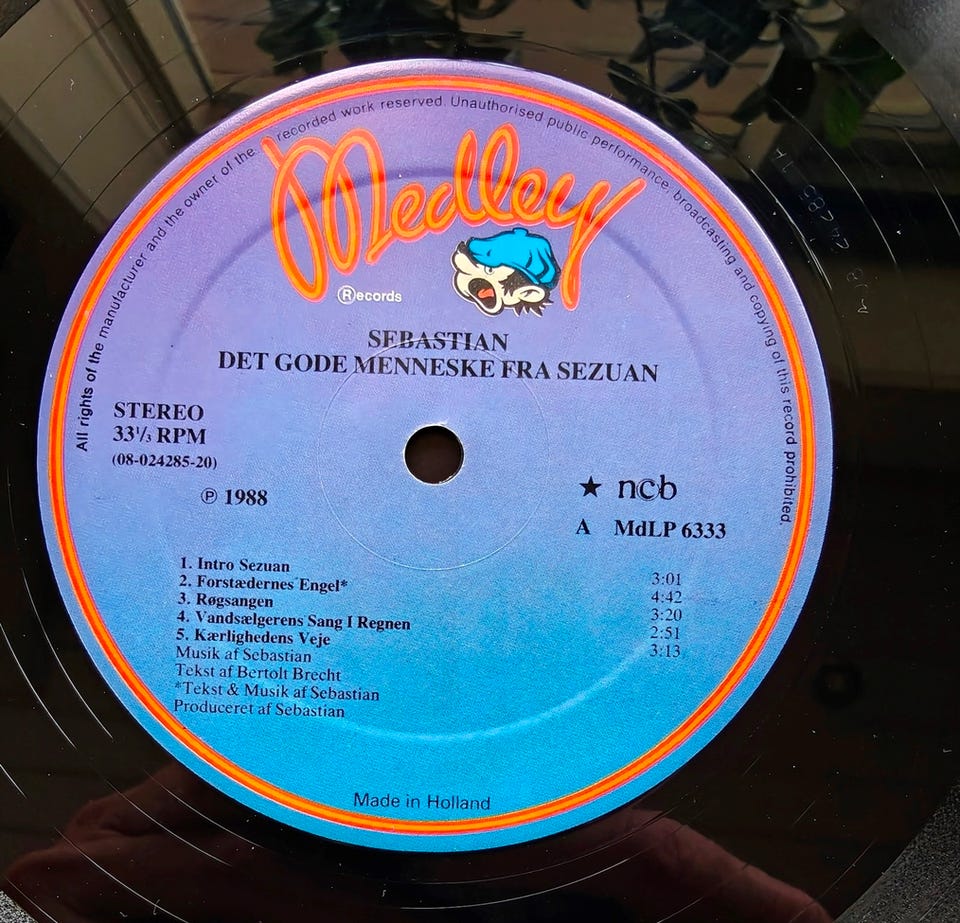 All rights of the manufacturer and the owner of the recorded work reserved. Unauthorised public performance, broadcasting and copying of this record prohibited.
Medley
Ⓡecords
SEBASTIAN
DET GODE MENNESKE FRA SEZUAN
STEREO
33⅓ RPM
(08-024285-20)
℗ 1988
★ ncb
A MdLP 6333
1. Intro Sezuan 3:01
2. Forstædernes Engel* 4:42
3. Røgsangen 3:20
4. Vandsælgerens Sang I Regnen 2:51
5. Kærlighedens Veje 3:13
Musik af Sebastian
Tekst af Bertolt Brecht
*Tekst & Musik af Sebastian
Produceret af Sebastian
Made in Holland